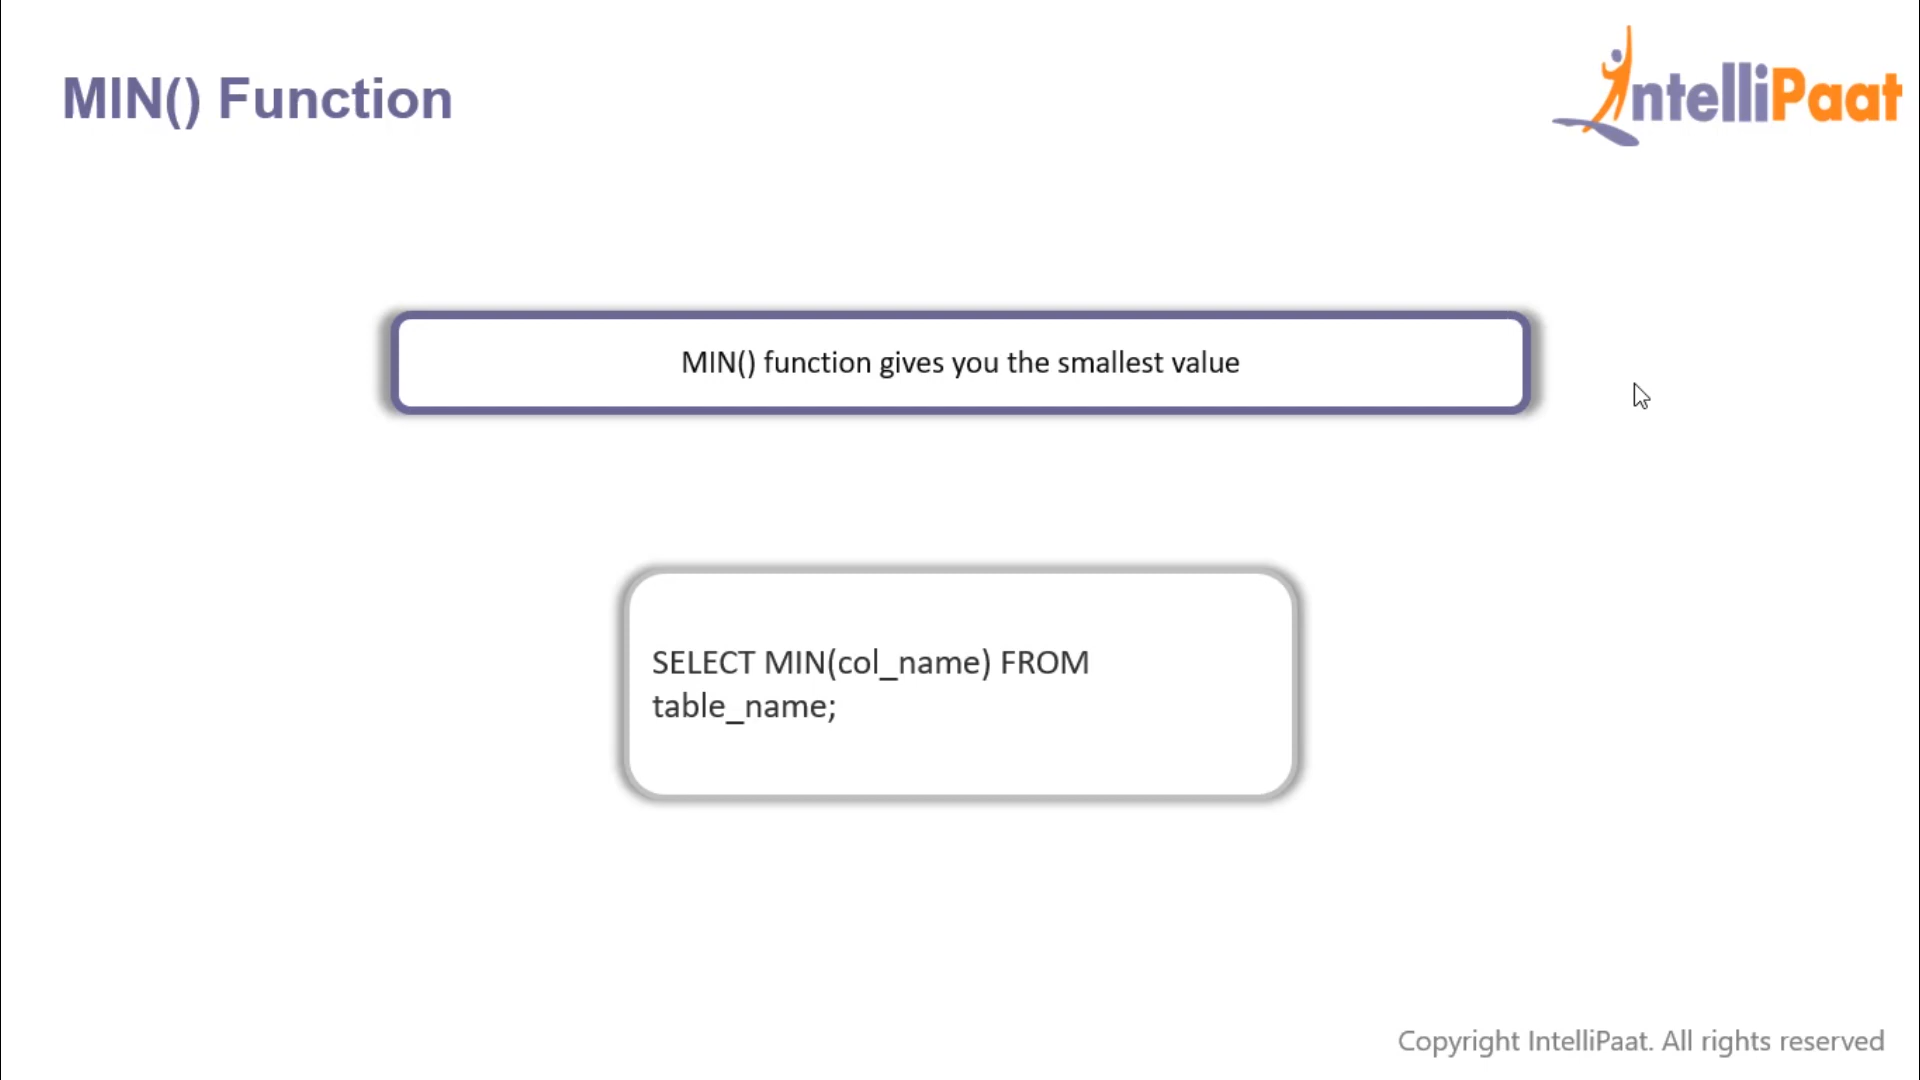 MIN() Function
IntelliPaat
MIN() function gives you the smallest value
SELECT MIN(col_name) FROM
table_name;
Copyright IntelliPaat. All rights reserved